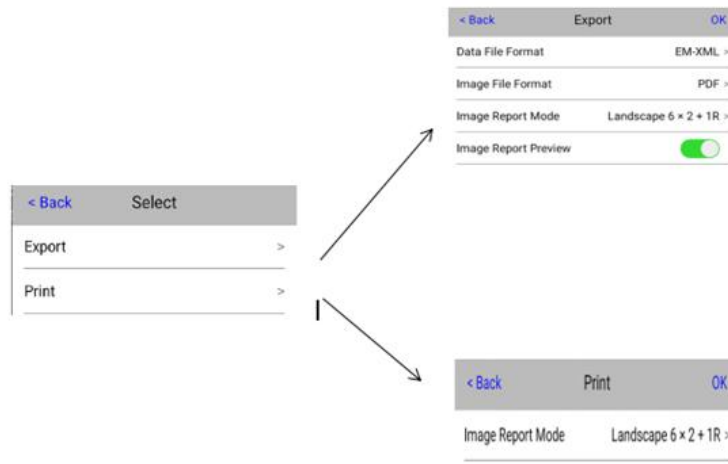 < Back Export OK
Data File Format EM-XML >
Image File Format PDF >
Image Report Mode Landscape 6 × 2 + 1R >
Image Report Preview
< Back Select
Export >
Print >
< Back Print OK
Image Report Mode Landscape 6 × 2 + 1R >